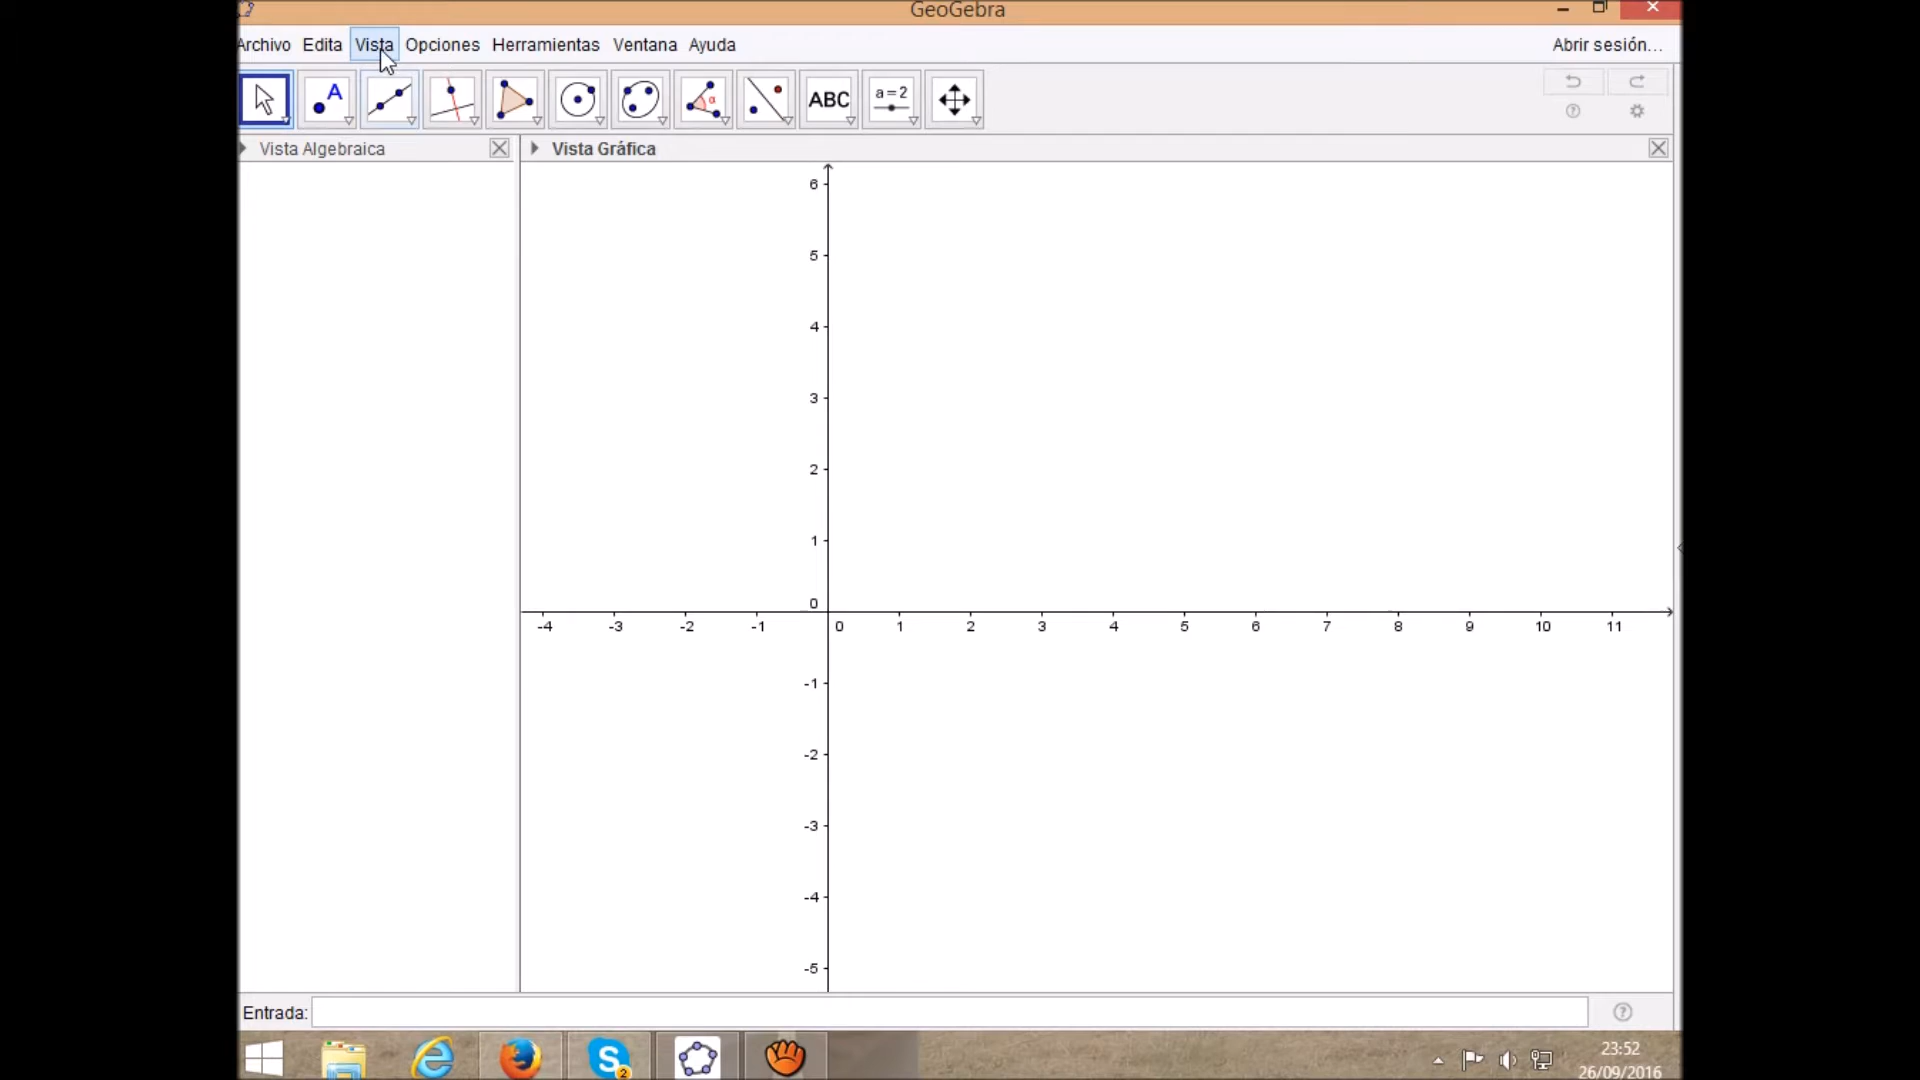 GeoGebra
Archivo Edita Vista Opciones Herramientas Ventana Ayuda Abrir sesión...
A α ABC a=2
Vista Algebraica Vista Gráfica
6
5
4
3
2
1
0
-4 -3 -2 -1 0 1 2 3 4 5 6 7 8 9 10 11
-1
-2
-3
-4
-5
Entrada:
2
23:52
26/09/2016